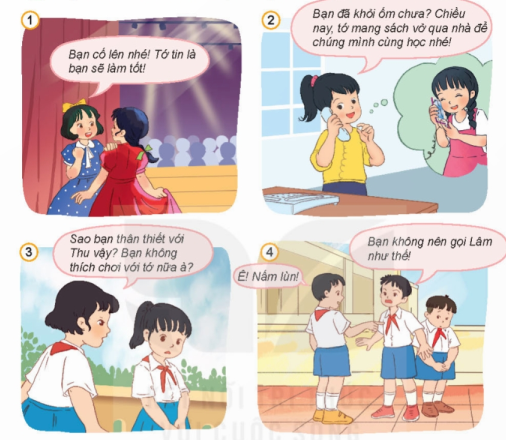 1
Bạn cố lên nhé! Tớ tin là
bạn sẽ làm tốt!
2
Bạn đã khỏi ốm chưa? Chiều
nay, tớ mang sách vở qua nhà để
chúng mình cùng học nhé!
3
Sao bạn thân thiết với
Thu vậy? Bạn không
thích chơi với tớ nữa à?
4
Ê! Nấm lùn!
Bạn không nên gọi Lâm
như thế!